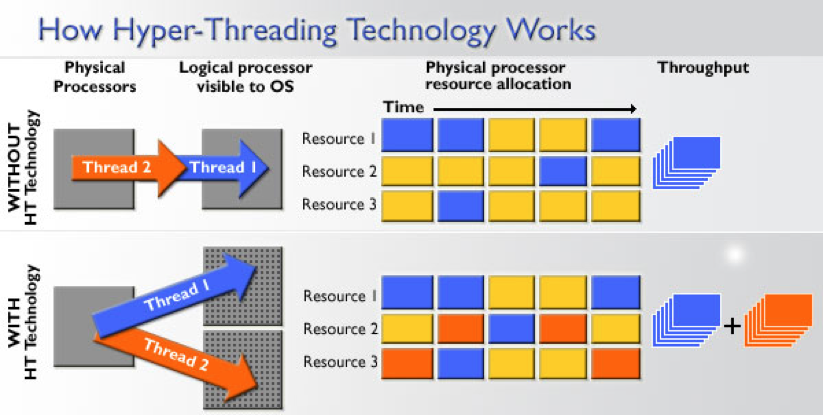 How Hyper-Threading Technology Works
Physical
Processors
Logical processor
visible to OS
Physical processor
resource allocation
Throughput
Time
WITHOUT
HT Technology
Thread 2
Thread 1
Resource 1
Resource 2
Resource 3
WITH
HT Technology
Thread 1
Thread 2
Resource 1
Resource 2
Resource 3
+